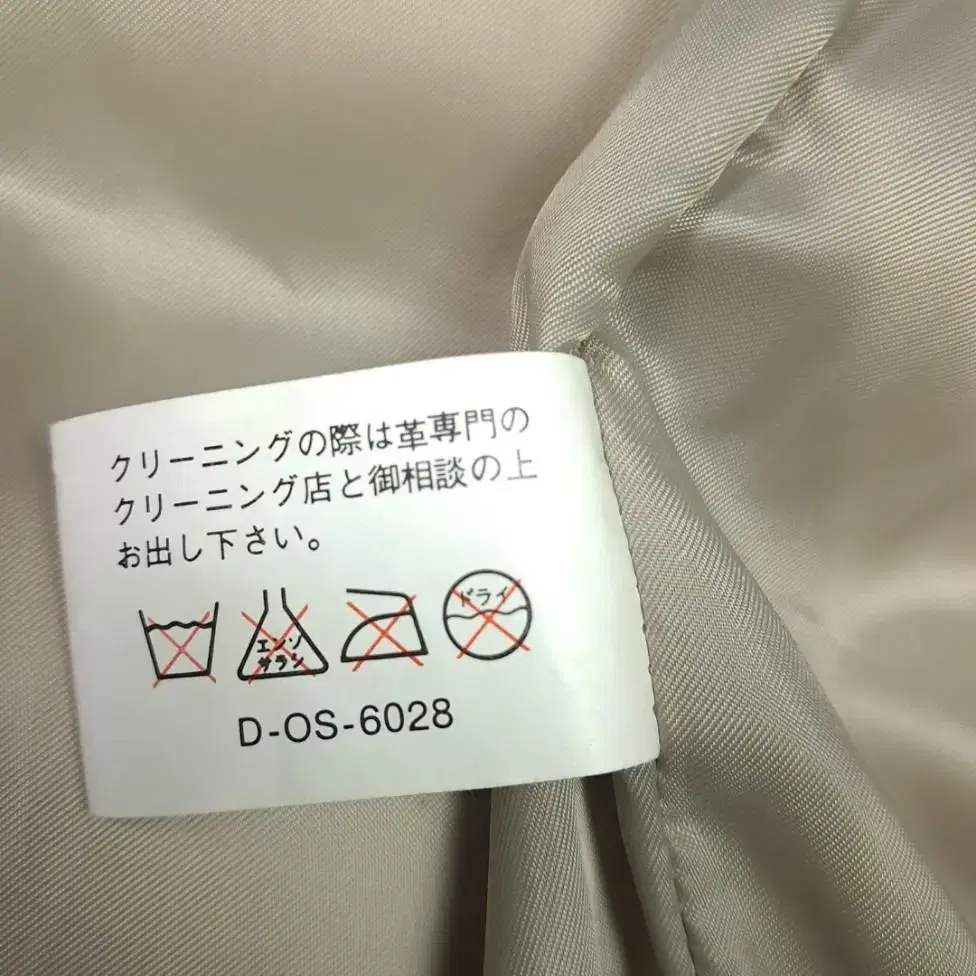 クリーニングの際は革専門の
クリーニング店と御相談の上
お出し下さい。
エンソ
サラシ
ドライ
D-OS-6028